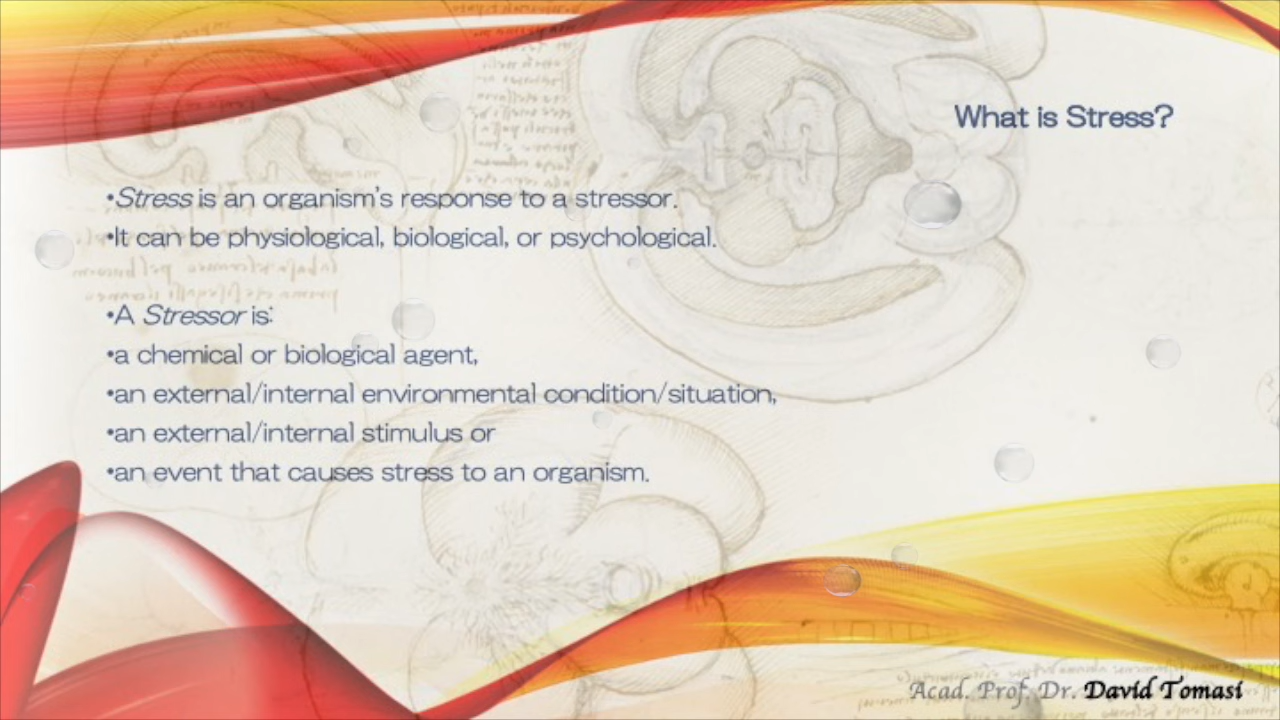 What is Stress?
•Stress is an organism's response to a stressor.
•It can be physiological, biological, or psychological.
•A Stressor is:
•a chemical or biological agent,
•an external/internal environmental condition/situation,
•an external/internal stimulus or
•an event that causes stress to an organism.
Acad. Prof. Dr. David Tomasi